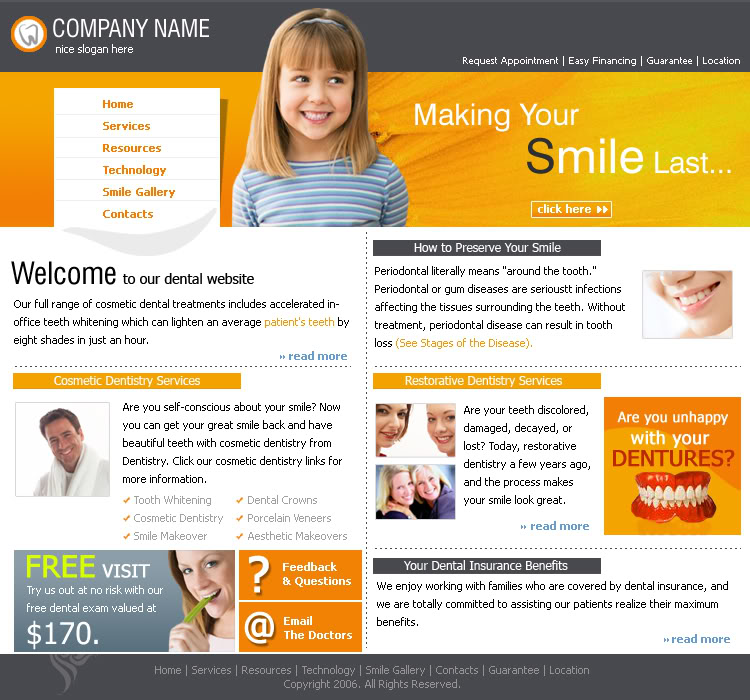 COMPANY NAME
nice slogan here
Request Appointment | Easy Financing | Guarantee | Location
Home
Services
Resources
Technology
Smile Gallery
Contacts
Making Your
Smile Last...
click here
Welcome to our dental website
Our full range of cosmetic dental treatments includes accelerated in-
office teeth whitening which can lighten an average patient's teeth by
eight shades in just an hour.
read more
How to Preserve Your Smile
Periodontal literally means "around the tooth."
Periodontal or gum diseases are serioustt infections
affecting the tissues surrounding the teeth. Without
treatment, periodontal disease can result in tooth
loss (See Stages of the Disease).
Cosmetic Dentistry Services
Are you self-conscious about your smile? Now
you can get your great smile back and have
beautiful teeth with cosmetic dentistry from
Dentistry. Click our cosmetic dentistry links for
more information.
Tooth Whitening
Cosmetic Dentistry
Smile Makeover
Dental Crowns
Porcelain Veneers
Aesthetic Makeovers
Restorative Dentistry Services
Are your teeth discolored,
damaged, decayed, or
lost? Today, restorative
dentistry a few years ago,
and the process makes
your smile look great.
read more
Are you unhappy
with your
DENTURES?
FREE VISIT
Try us out at no risk with our
free dental exam valued at
$170.
? Feedback
& Questions
@ Email
The Doctors
Your Dental Insurance Benefits
We enjoy working with families who are covered by dental insurance, and
we are totally committed to assisting our patients realize their maximum
benefits.
read more
Home | Services | Resources | Technology | Smile Gallery | Contacts | Guarantee | Location
Copyright 2006. All Rights Reserved.